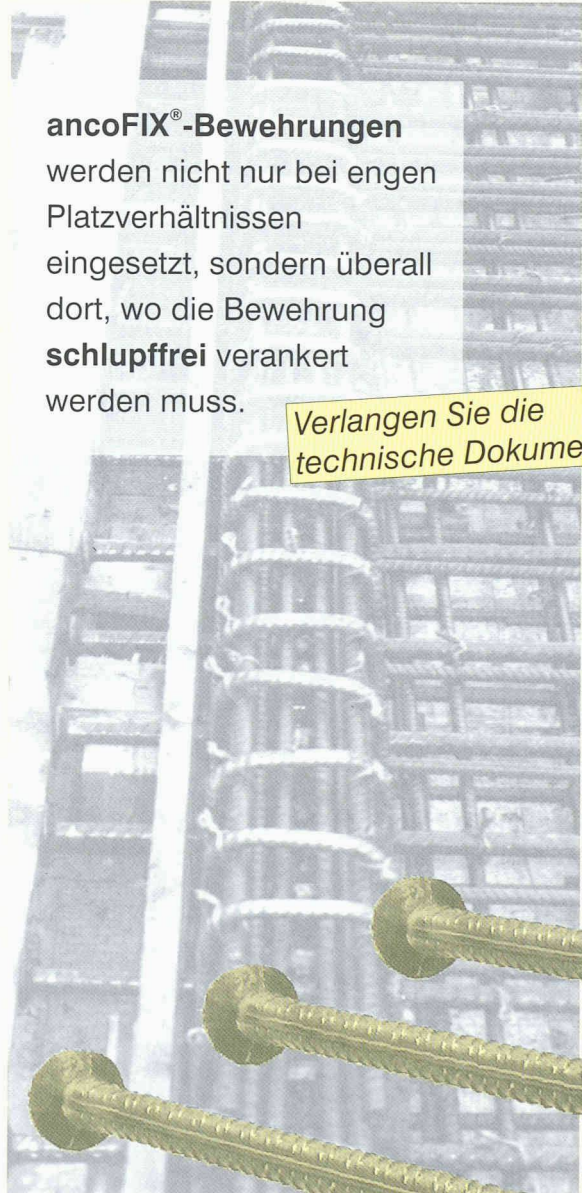 ancoFIX®-Bewehrungen
werden nicht nur bei engen
Platzverhältnissen
eingesetzt, sondern überall
dort, wo die Bewehrung
schlupffrei verankert
werden muss.
Verlangen Sie die
technische Dokume